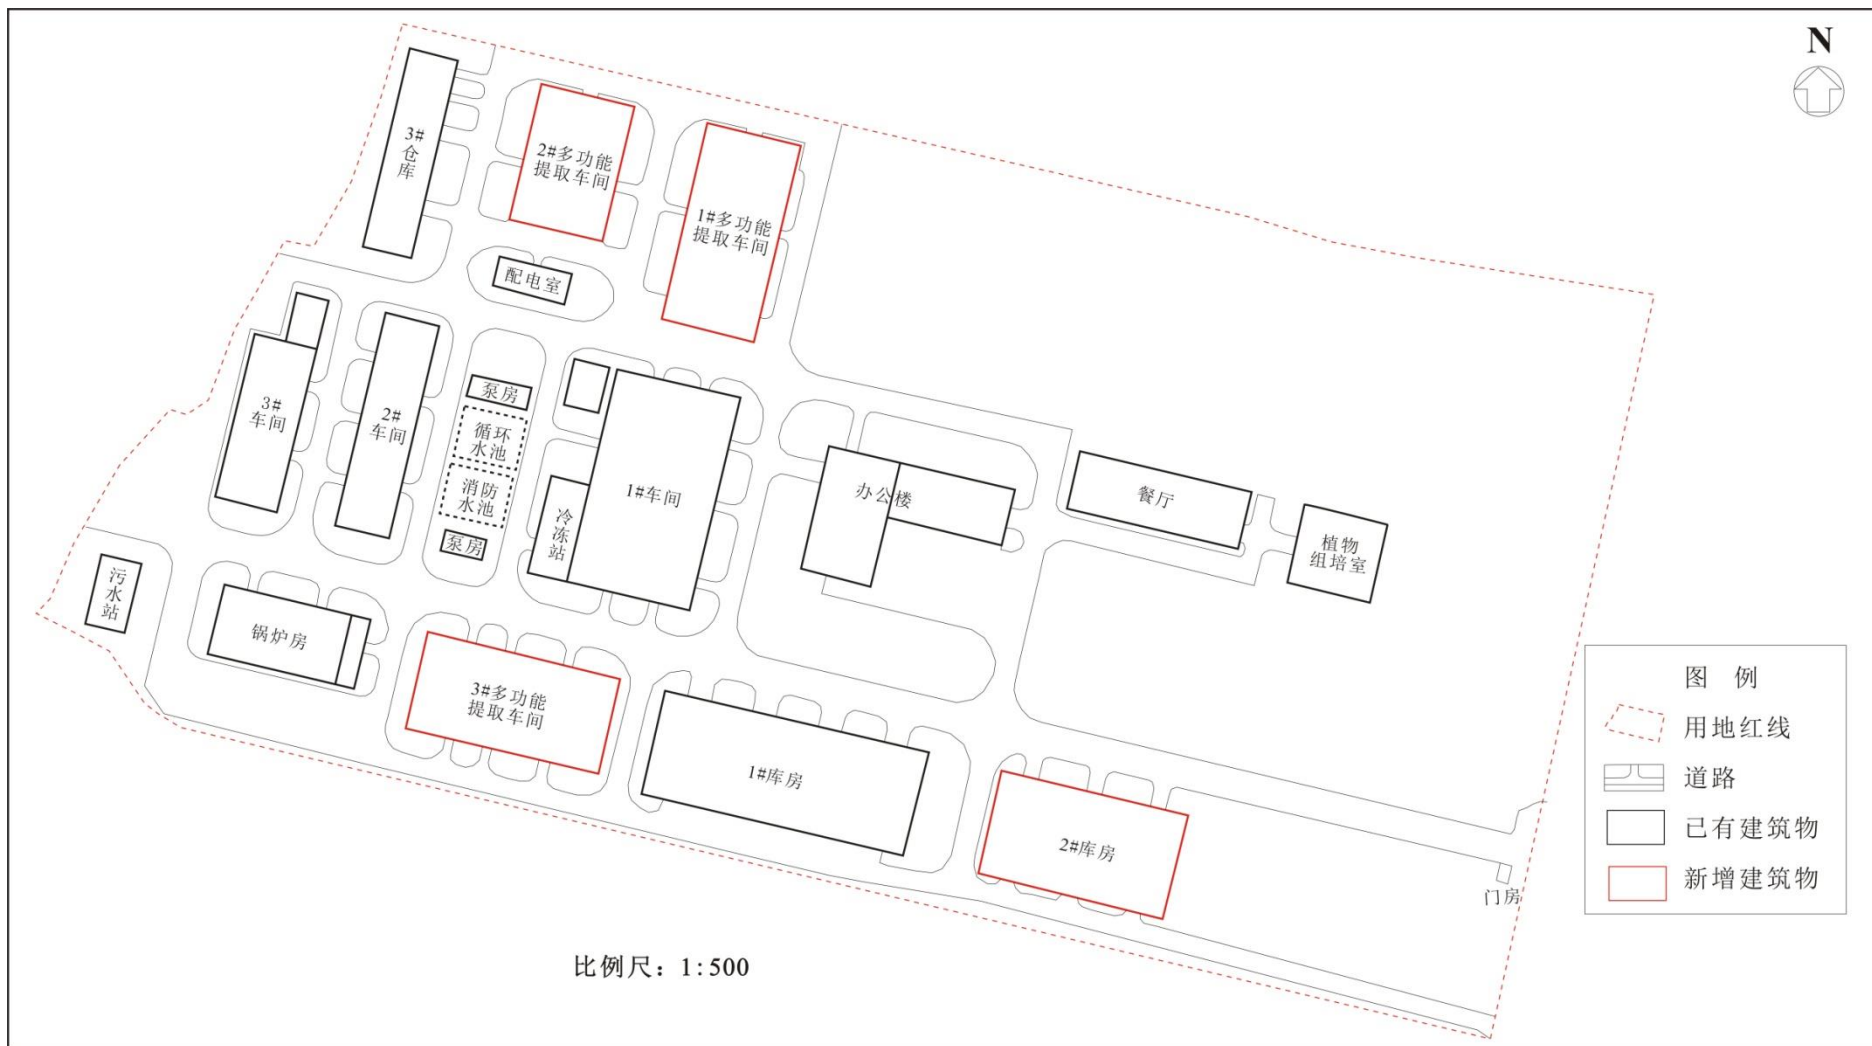 N
3#
仓
库
2#多功能
提取车间
1#多功能
提取车间
配电室
3#
车间
2#
车间
泵房
循环
水池
消防
水池
泵房
冷
冻
站
1#车间
办公楼
餐厅
植物
组培室
污
水
站
锅炉房
3#多功能
提取车间
1#库房
2#库房
门房
图 例
用地红线
道路
已有建筑物
新增建筑物
比例尺：1:500